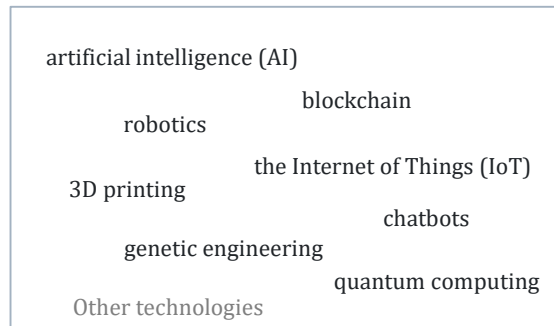 artificial intelligence (AI)
blockchain
robotics
the Internet of Things (IoT)
3D printing
chatbots
genetic engineering
quantum computing
Other technologies